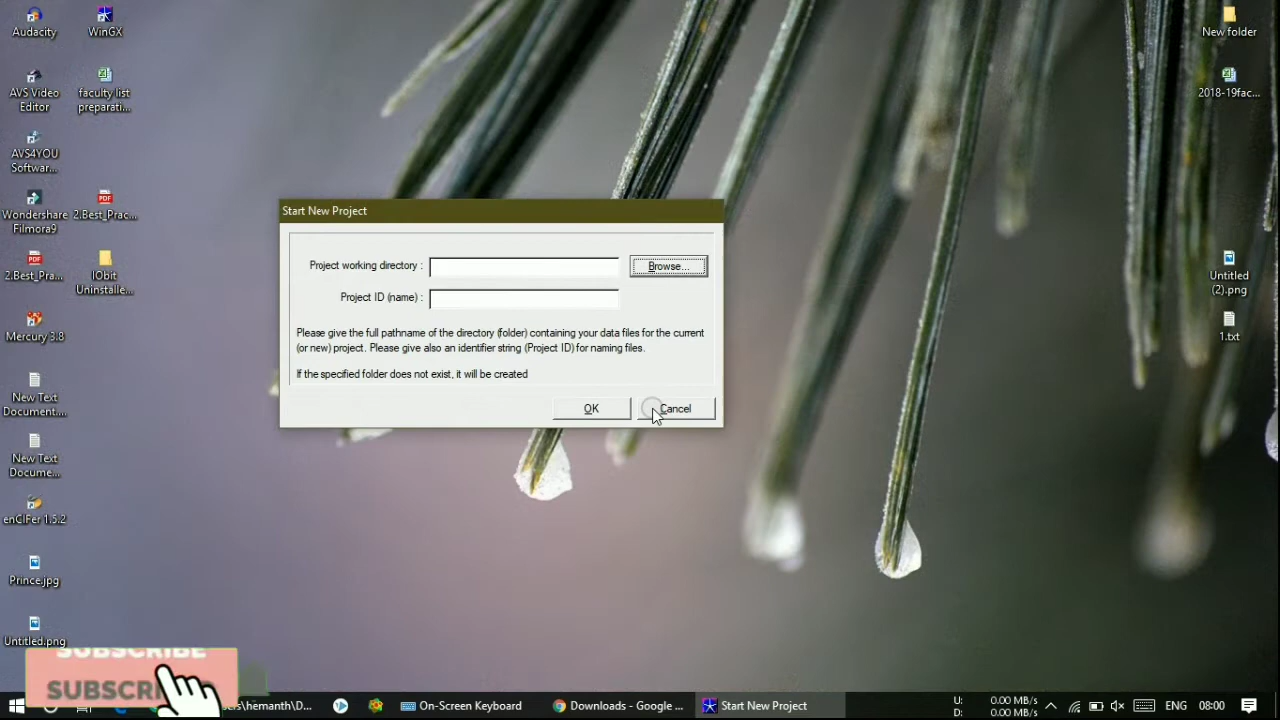 Audacity
WinGX
AVS Video
Editor
faculty list
preparati...
AVS4YOU
Softwar...
Wondershare
Filmora9
2.Best_Prac...
2.Best_Pra...
IObit
Uninstalle...
Mercury 3.8
New Text
Document....
New Text
Docume...
enCIFer 1.5.2
Prince.jpg
Untitled.png
New folder
2018-19fac...
Untitled
(2).png
1.txt
Start New Project
Project working directory :
Browse...
Project ID (name) :
Please give the full pathname of the directory (folder) containing your data files for the current
(or new) project. Please give also an identifier string (Project ID) for naming files.
If the specified folder does not exist, it will be created
OK
Cancel
SUBSCRIBE
On-Screen Keyboard
Downloads - Google ...
Start New Project
U:
D:
0.00 MB/s
0.00 MB/s
ENG
08:00